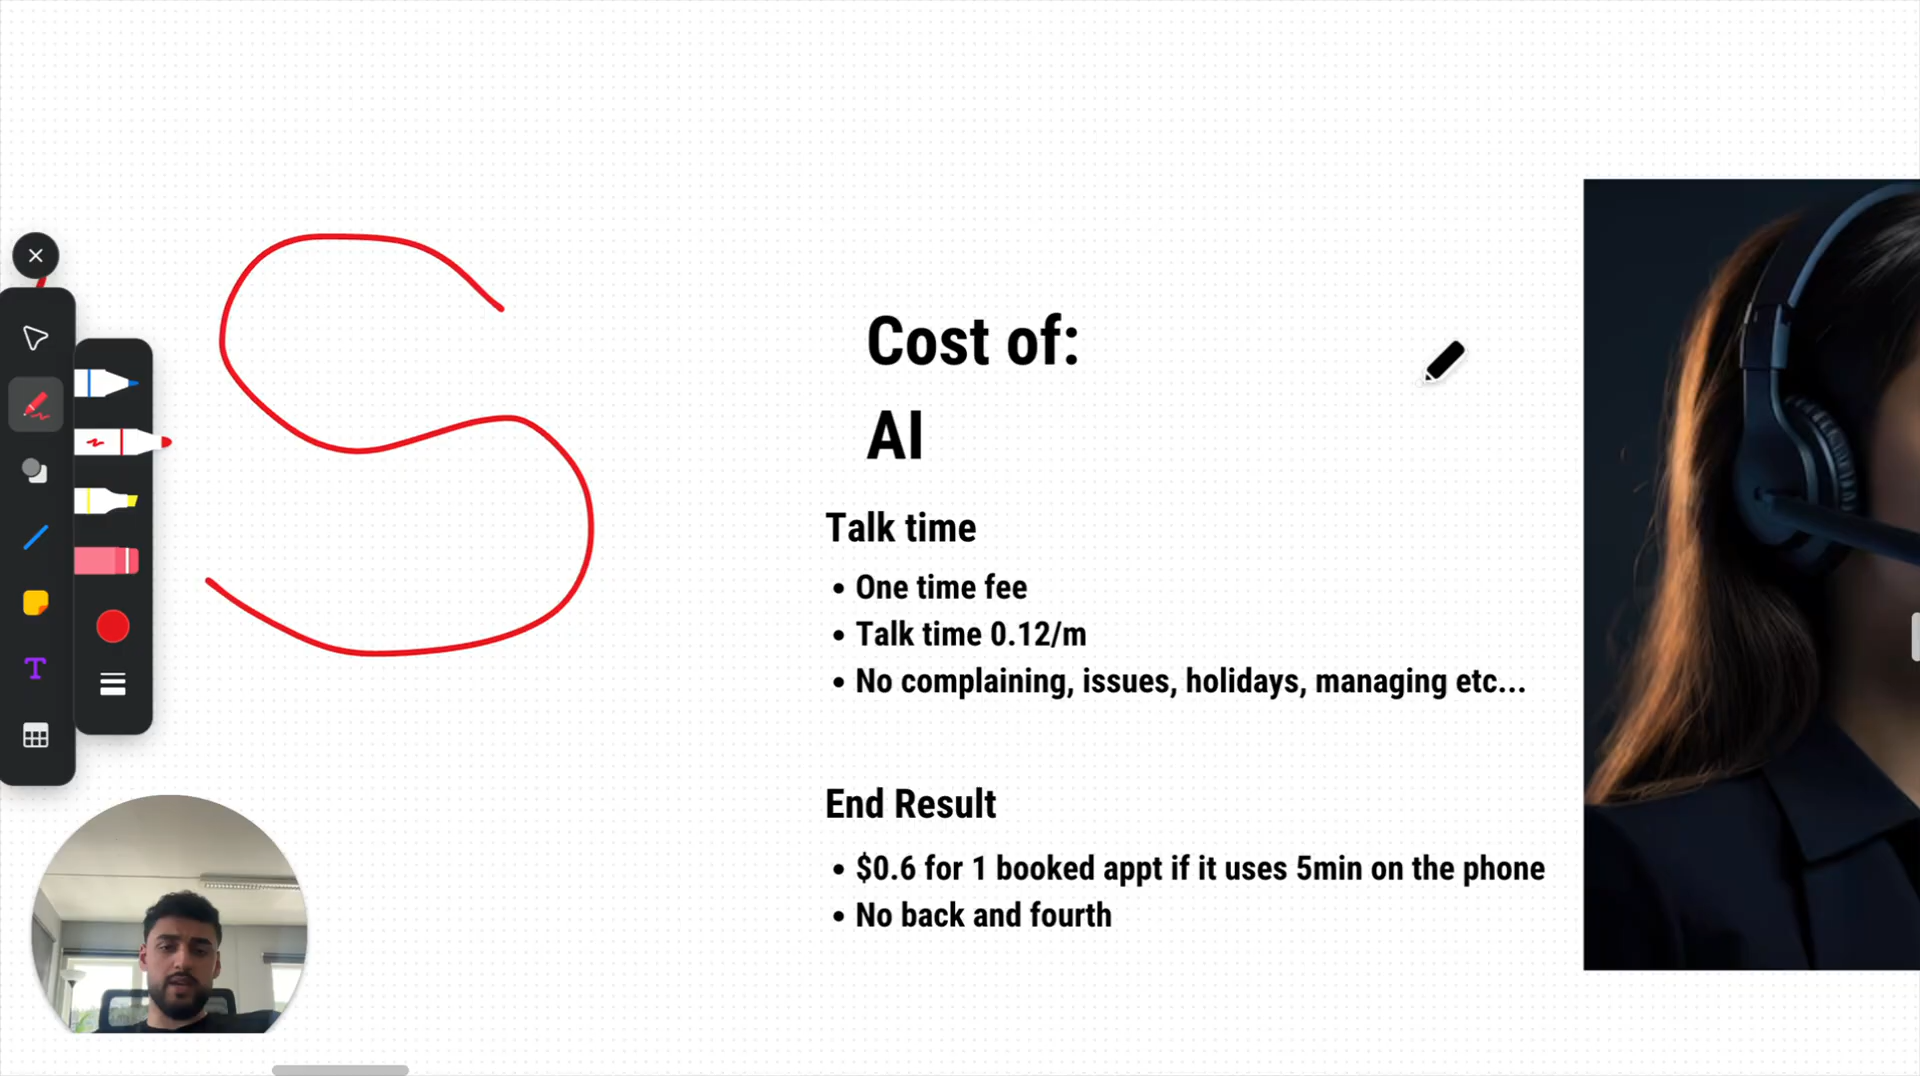 S
Cost of:
AI
Talk time
• One time fee
• Talk time 0.12/m
• No complaining, issues, holidays, managing etc...
End Result
• $0.6 for 1 booked appt if it uses 5min on the phone
• No back and fourth
T